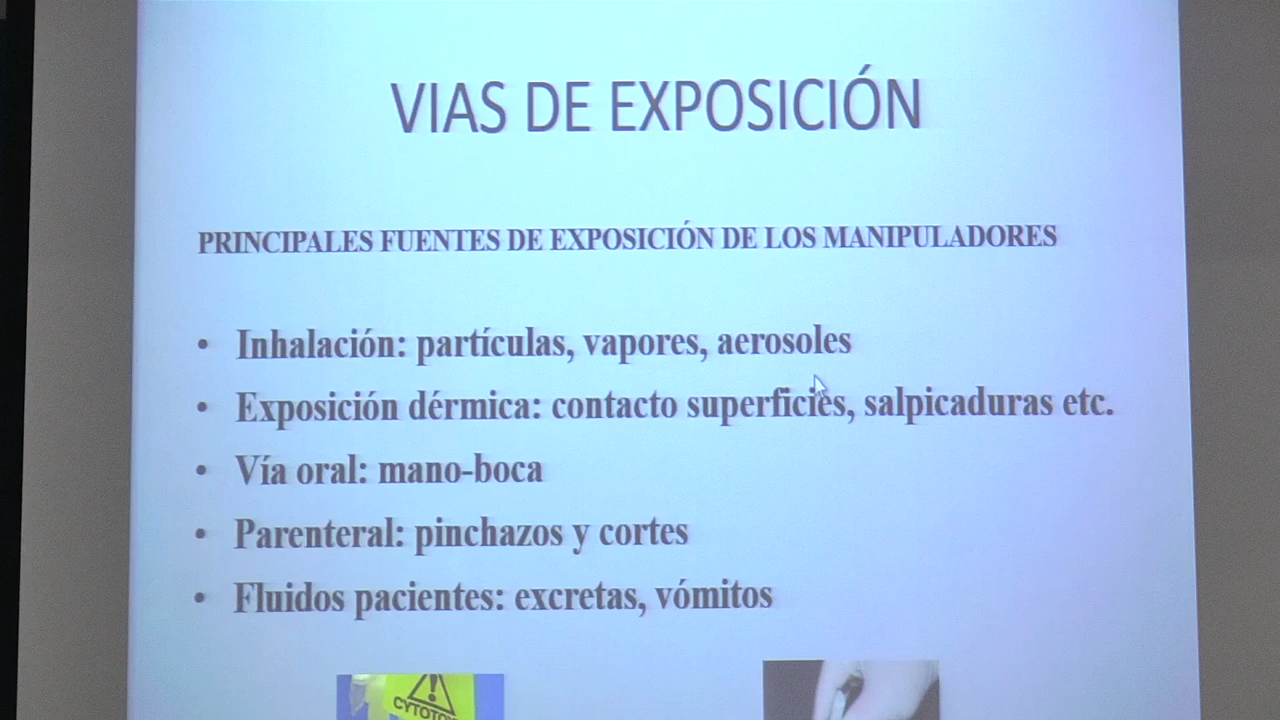 VIAS DE EXPOSICIÓN
PRINCIPALES FUENTES DE EXPOSICIÓN DE LOS MANIPULADORES
• Inhalación: partículas, vapores, aerosoles
• Exposición dérmica: contacto superficies, salpicaduras etc.
• Vía oral: mano-boca
• Parenteral: pinchazos y cortes
• Fluidos pacientes: excretas, vómitos